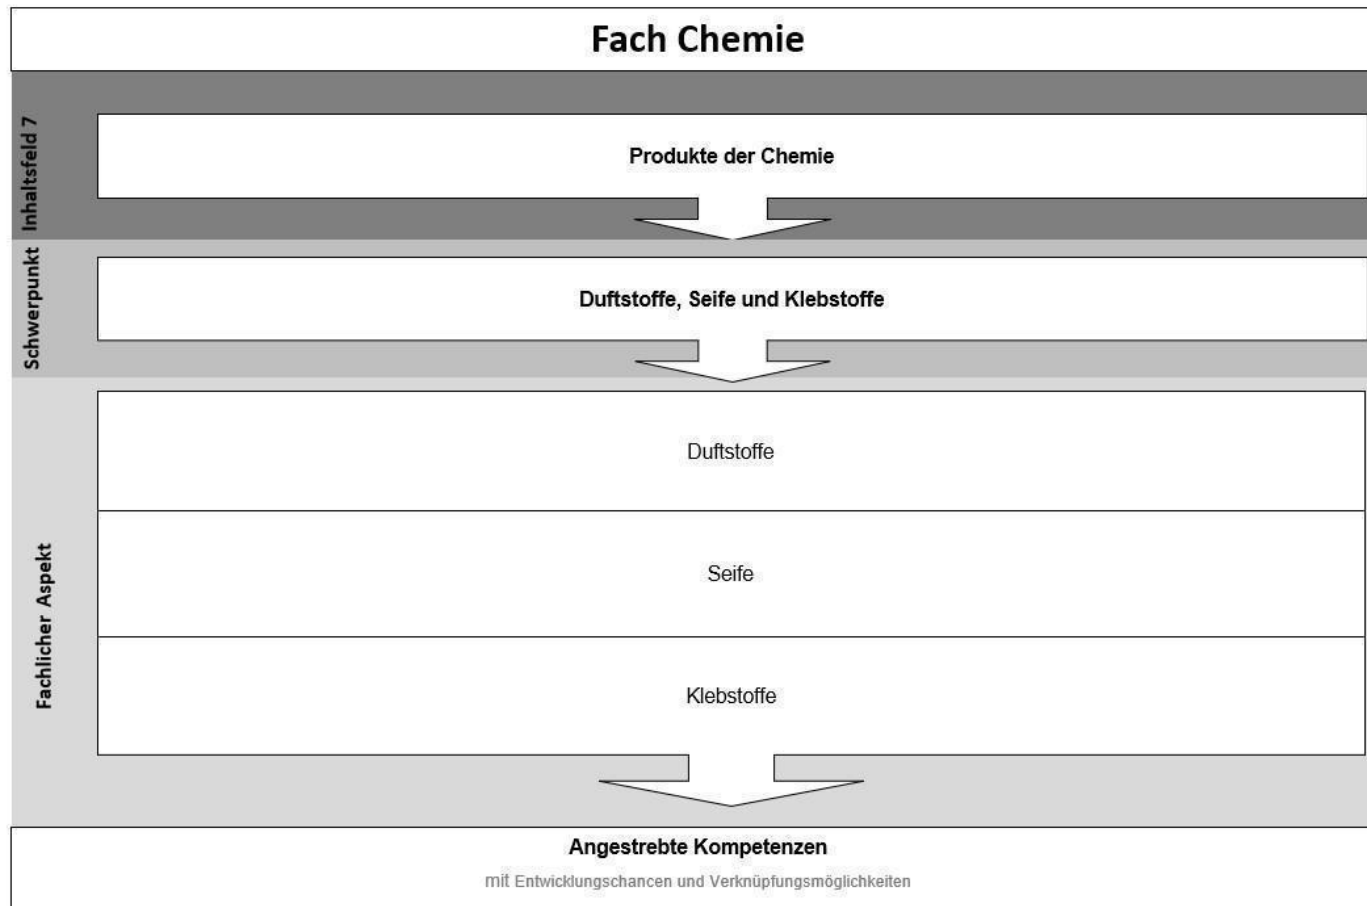 Fach Chemie
Inhaltsfeld 7
Produkte der Chemie
Schwerpunkt
Duftstoffe, Seife und Klebstoffe
Fachlicher Aspekt
Duftstoffe
Seife
Klebstoffe
Angestrebte Kompetenzen
mit Entwicklungschancen und Verknüpfungsmöglichkeiten